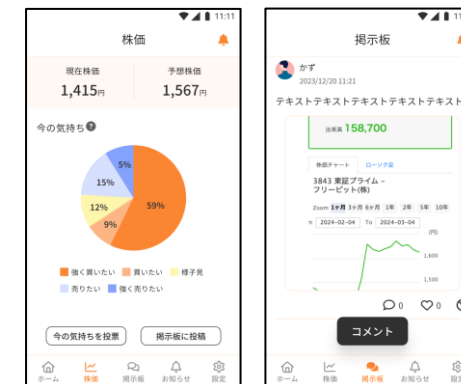 11:11
株価
現在株価
予想株価
1,415円
1,567円
今の気持ち?
5%
15%
12%
9%
59%
強く買いたい 買いたい 様子見
売りたい 強く売りたい
今の気持ちを投票
掲示板に投稿
ホーム 株価 掲示板 お知らせ 設定
11:11
掲示板
かず
2023/12/20 11:21
テキストテキストテキストテキストテキスト
出来高 158,700
株価チャート ローソク足
3843 東証プライム –
フリービット(株)
Zoom 1ヶ月 3ヶ月 6ヶ月 1年 2年 5年 10年
2024-02-04 To 2024-03-04
(円)
1,600
1,500
0 0
コメント
ホーム 株価 掲示板 お知らせ 設定